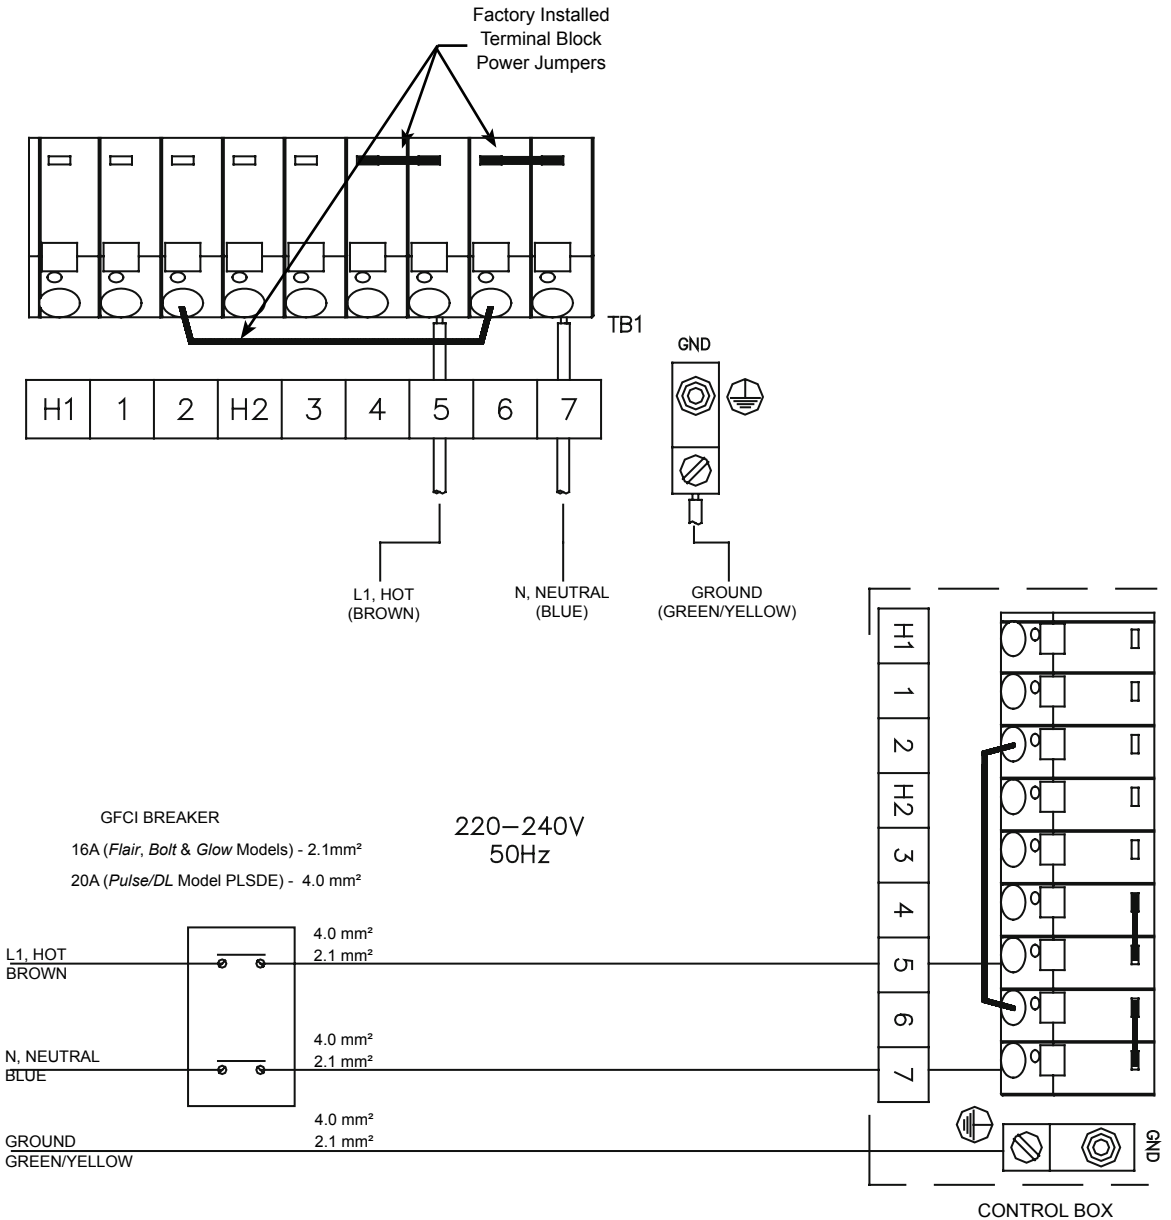 Factory Installed
Terminal Block
Power Jumpers
TB1
GND
H1 1 2 H2 3 4 5 6 7
L1, HOT
(BROWN)
N, NEUTRAL
(BLUE)
GROUND
(GREEN/YELLOW)
H1
1
2
H2
3
4
5
6
7
GFCI BREAKER
16A (Flair, Bolt & Glow Models) - 2.1mm²
20A (Pulse/DL Model PLSDE) - 4.0 mm²
220–240V
50Hz
L1, HOT
BROWN
4.0 mm²
2.1 mm²
N, NEUTRAL
BLUE
4.0 mm²
2.1 mm²
GROUND
GREEN/YELLOW
4.0 mm²
2.1 mm²
GND
CONTROL BOX